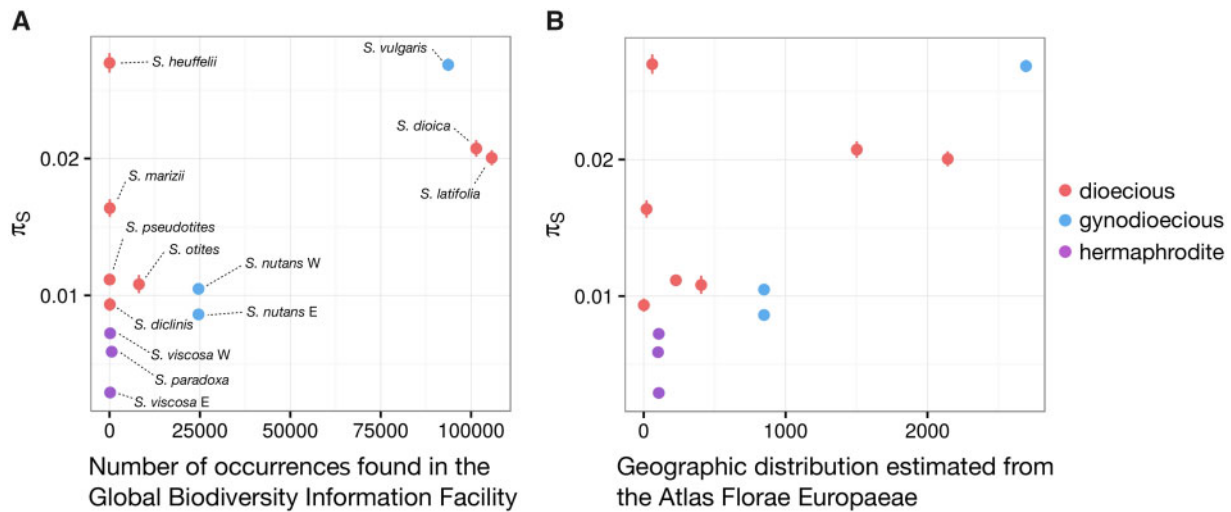 A
B
S. heuffelii
S. vulgaris
S. dioica
S. latifolia
S. marizii
S. pseudotites
S. otites
S. nutans W
S. nutans E
S. diclinis
S. viscosa W
S. paradoxa
S. viscosa E
πS
0.02
0.01
0
25000
50000
75000
100000
Number of occurrences found in the
Global Biodiversity Information Facility
πS
0.02
0.01
0
1000
2000
Geographic distribution estimated from
the Atlas Florae Europaeae
dioecious
gynodioecious
hermaphrodite